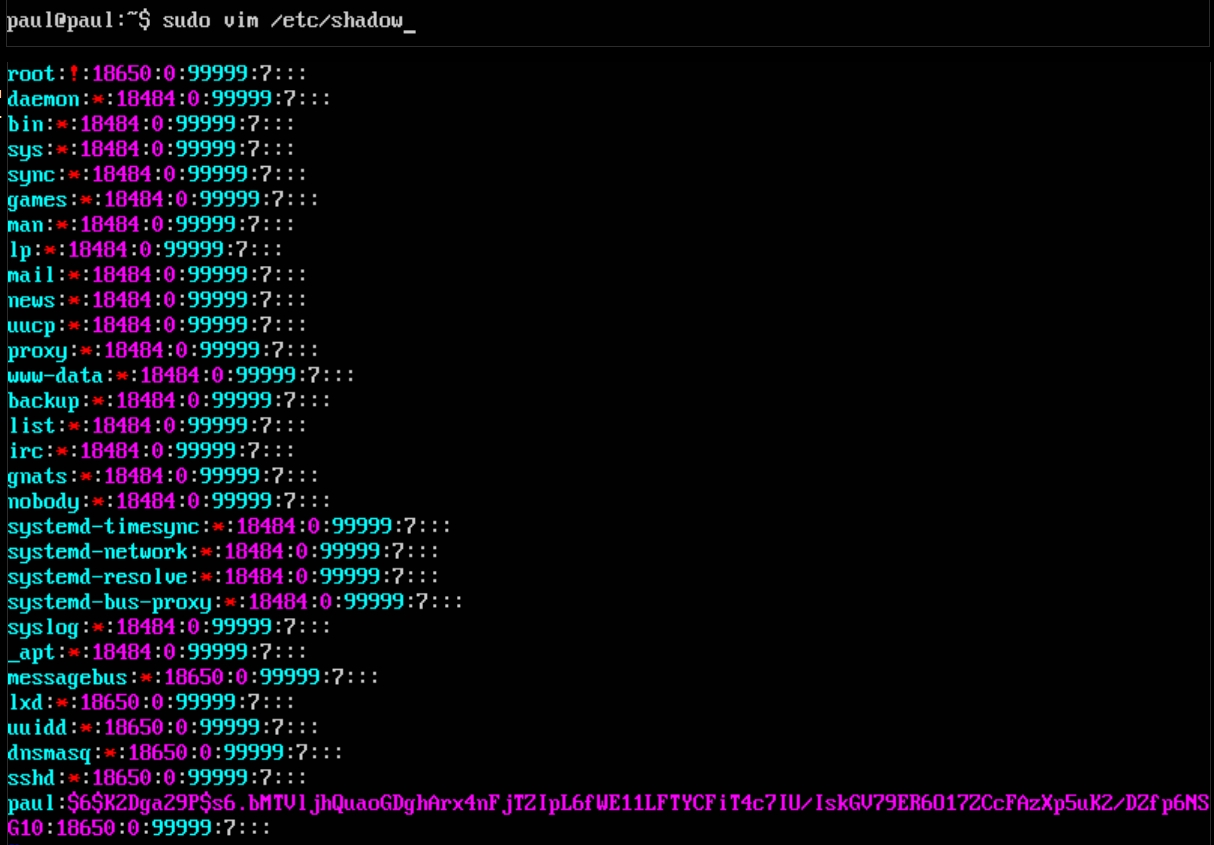 paul@paul:~$ sudo vim /etc/shadow_
root:!:18650:0:99999:7:::
daemon:*:18484:0:99999:7:::
bin:*:18484:0:99999:7:::
sys:*:18484:0:99999:7:::
sync:*:18484:0:99999:7:::
games:*:18484:0:99999:7:::
man:*:18484:0:99999:7:::
lp:*:18484:0:99999:7:::
mail:*:18484:0:99999:7:::
news:*:18484:0:99999:7:::
uucp:*:18484:0:99999:7:::
proxy:*:18484:0:99999:7:::
www-data:*:18484:0:99999:7:::
backup:*:18484:0:99999:7:::
list:*:18484:0:99999:7:::
irc:*:18484:0:99999:7:::
gnats:*:18484:0:99999:7:::
nobody:*:18484:0:99999:7:::
systemd-timesync:*:18484:0:99999:7:::
systemd-network:*:18484:0:99999:7:::
systemd-resolve:*:18484:0:99999:7:::
systemd-bus-proxy:*:18484:0:99999:7:::
syslog:*:18484:0:99999:7:::
_apt:*:18484:0:99999:7:::
messagebus:*:18650:0:99999:7:::
lxd:*:18650:0:99999:7:::
uuidd:*:18650:0:99999:7:::
dnsmasq:*:18650:0:99999:7:::
sshd:*:18650:0:99999:7:::
paul:$6$K2DgaZ9P$s6.bMTVljhQuaoGDghArx4nFjTZIpL6fWE11LFTYCFiT4c7IU/IskGV79ER6O17ZCcFAzXp5uK2/DZfp6NS
G10:18650:0:99999:7:::